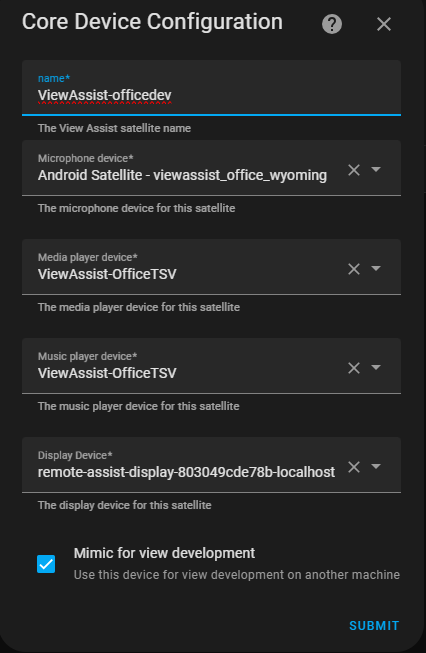 Core Device Configuration
name*
ViewAssist-officedev
The View Assist satellite name
Microphone device*
Android Satellite - viewassist_office_wyoming
The microphone device for this satellite
Media player device*
ViewAssist-OfficeTSV
The media player device for this satellite
Music player device*
ViewAssist-OfficeTSV
The music player device for this satellite
Display Device*
remote-assist-display-803049cde78b-localhost
The display device for this satellite
Mimic for view development
Use this device for view development on another machine
SUBMIT